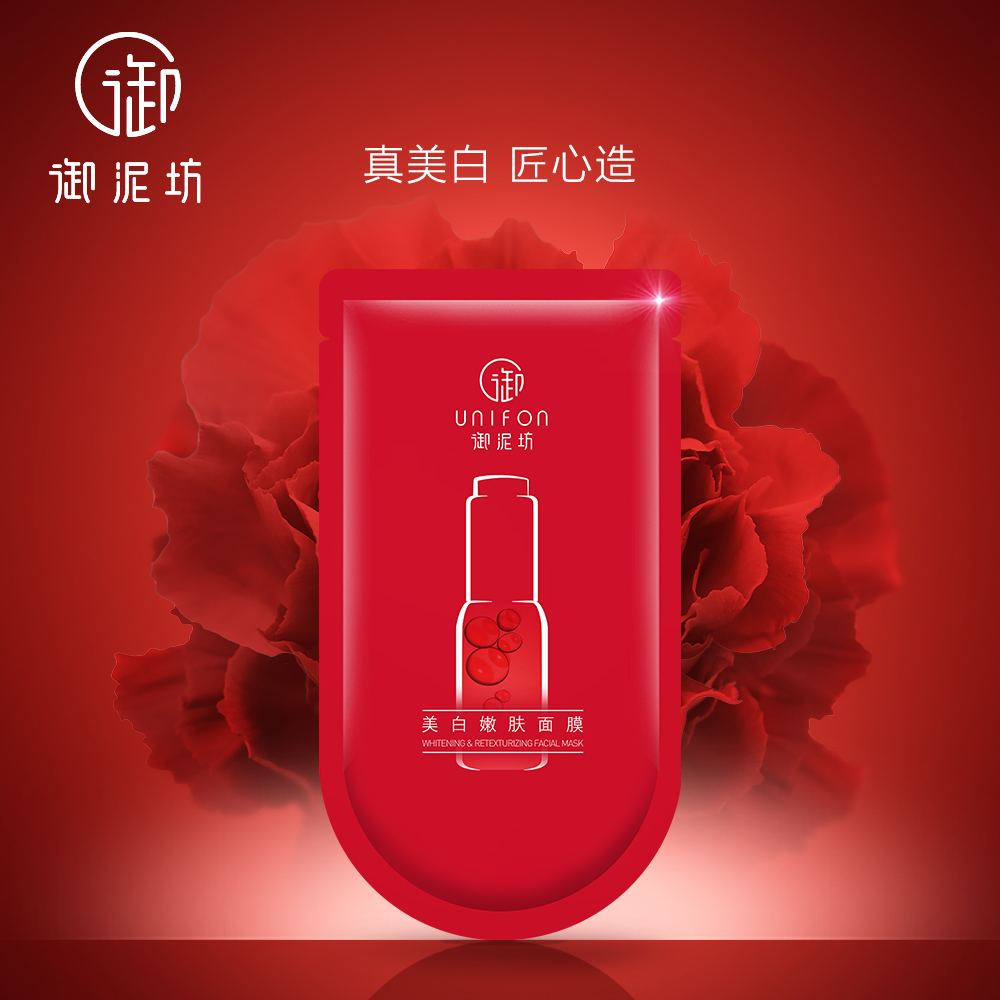 御
御泥坊
真美白 匠心造
御
UNIFON
御泥坊
美白嫩肤面膜
WHITENING & RETEXTURIZING FACIAL MASK